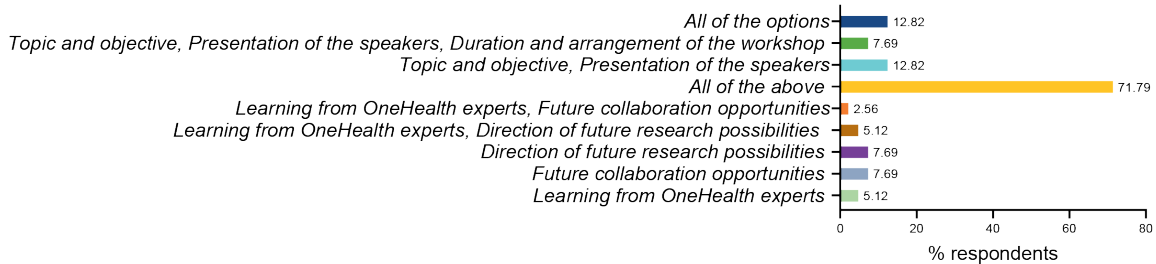 All of the options 12.82
Topic and objective, Presentation of the speakers, Duration and arrangement of the workshop 7.69
Topic and objective, Presentation of the speakers 12.82
All of the above 71.79
Learning from OneHealth experts, Future collaboration opportunities 2.56
Learning from OneHealth experts, Direction of future research possibilities 5.12
Direction of future research possibilities 7.69
Future collaboration opportunities 7.69
Learning from OneHealth experts 5.12
0 20 40 60 80
% respondents